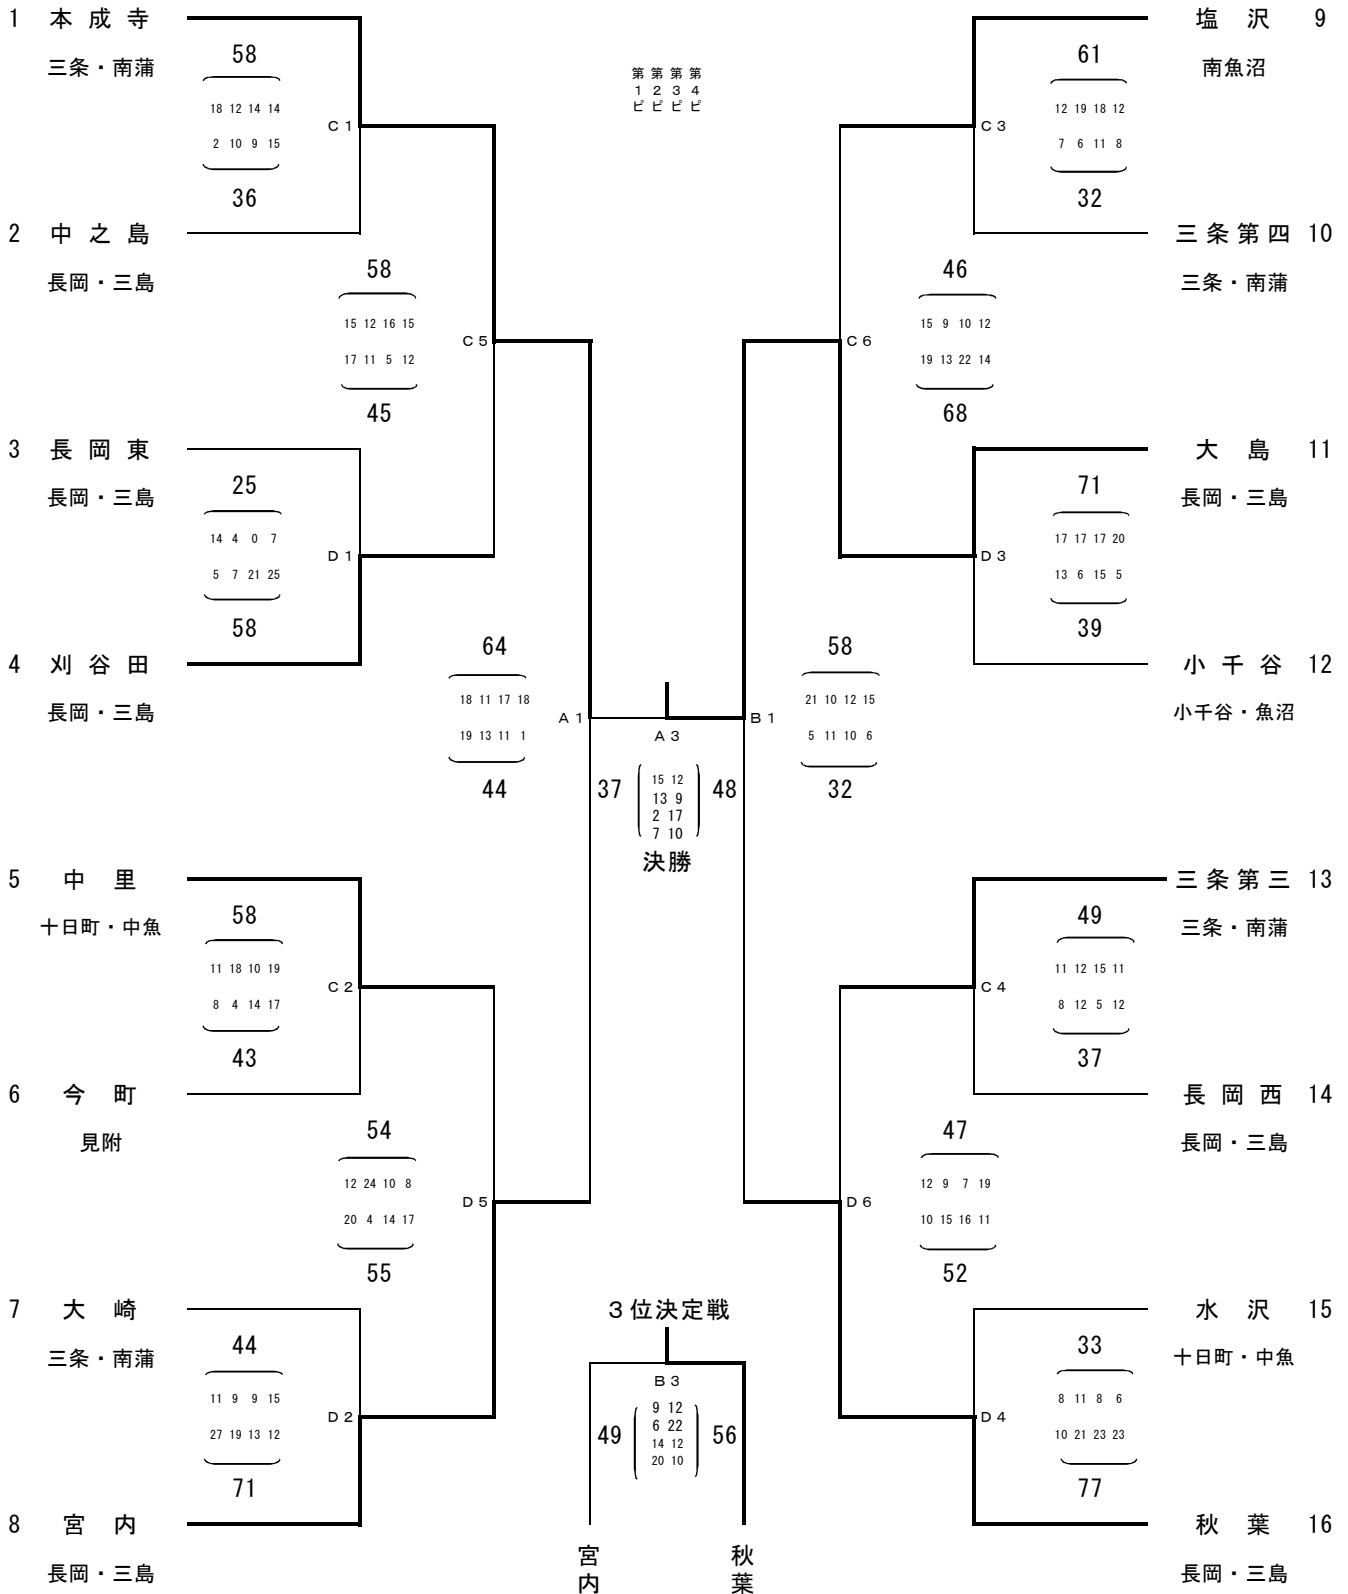 1 本成寺
三条・南蒲
58
18 12 14 14
2 10 9 15
36
C1
2 中之島
長岡・三島
58
15 12 16 15
17 11 5 12
45
C5
3 長岡東
長岡・三島
25
14 4 0 7
5 7 21 25
58
D1
4 刈谷田
長岡・三島
64
18 11 17 18
19 13 11 1
44
A1
5 中里
十日町・中魚
58
11 18 10 19
8 4 14 17
43
C2
6 今町
見附
54
12 24 10 8
20 4 14 17
55
D5
7 大崎
三条・南蒲
44
11 9 9 15
27 19 13 12
71
D2
8 宮内
長岡・三島
第1ピ 第2ピ 第3ピ 第4ピ
A3
37
15 12
13 9
2 17
7 10
48
決勝
3位決定戦
B3
49
9 12
6 22
14 12
20 10
56
宮内
秋葉
塩沢 9
南魚沼
61
12 19 18 12
7 6 11 8
32
C3
三条第四 10
三条・南蒲
46
15 9 10 12
19 13 22 14
68
C6
大島 11
長岡・三島
71
17 17 17 20
13 6 15 5
39
D3
小千谷 12
小千谷・魚沼
58
21 10 12 15
5 11 10 6
32
B1
三条第三 13
三条・南蒲
49
11 12 15 11
8 12 5 12
37
C4
長岡西 14
長岡・三島
47
12 9 7 19
10 15 16 11
52
D6
水沢 15
十日町・中魚
33
8 11 8 6
10 21 23 23
77
D4
秋葉 16
長岡・三島